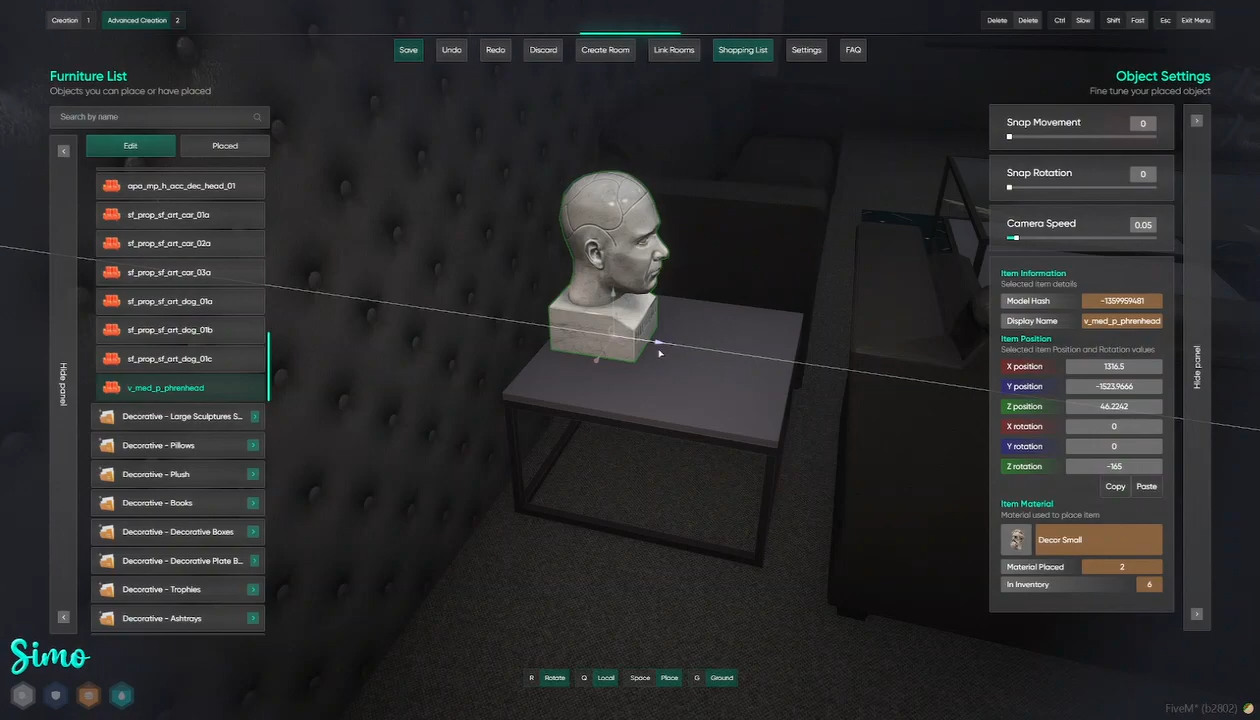 Creation 1 Advanced Creation 2
Delete Delete Ctrl Slow Shift Fast Esc Exit Menu
Save Undo Redo Discard Create Room Link Rooms Shopping List Settings FAQ
Furniture List
Objects you can place or have placed
Search by name
Edit Placed
Hide panel
apa_mp_h_acc_dec_head_01
sf_prop_sf_art_car_01a
sf_prop_sf_art_car_02a
sf_prop_sf_art_car_03a
sf_prop_sf_art_dog_01a
sf_prop_sf_art_dog_01b
sf_prop_sf_art_dog_01c
v_med_p_phrenhead
Decorative - Large Sculptures S...
Decorative - Pillows
Decorative - Plush
Decorative - Books
Decorative - Decorative Boxes
Decorative - Decorative Plate B...
Decorative - Trophies
Decorative - Ashtrays
Object Settings
Fine tune your placed object
Snap Movement 0
Snap Rotation 0
Camera Speed 0.05
Item Information
Selected item details
Model Hash -1359959481
Display Name v_med_p_phrenhead
Item Position
Selected item Position and Rotation values
X position 1316.5
Y position -1523.9666
Z position 46.2242
X rotation 0
Y rotation 0
Z rotation -165
Copy Paste
Item Material
Material used to place item
Decor Small
Material Placed 2
In Inventory 6
Hide panel
Simo
R Rotate Q Local Space Place G Ground
FiveM* (b2802)